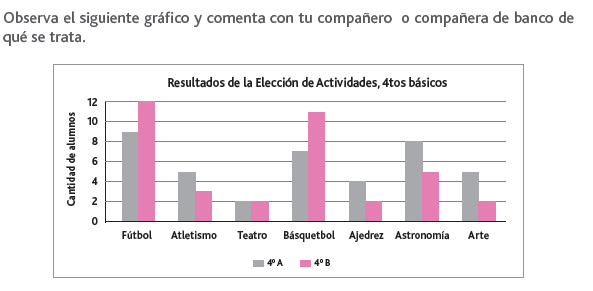 Observa el siguiente gráfico y comenta con tu compañero o compañera de banco de
qué se trata.
Resultados de la Elección de Actividades, 4tos básicos
Cantidad de alumnos
12
10
8
6
4
2
0
Fútbol Atletismo Teatro Básquetbol Ajedrez Astronomía Arte
4º A 4º B